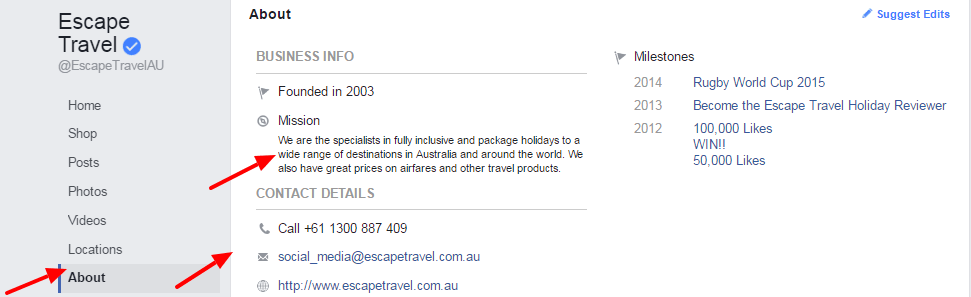 Escape
Travel
@EscapeTravelAU
Home
Shop
Posts
Photos
Videos
Locations
About
About
Suggest Edits
BUSINESS INFO
Founded in 2003
Mission
We are the specialists in fully inclusive and package holidays to a
wide range of destinations in Australia and around the world. We
also have great prices on airfares and other travel products.
CONTACT DETAILS
Call +61 1300 887 409
social_media@escapetravel.com.au
http://www.escapetravel.com.au
Milestones
2014 Rugby World Cup 2015
2013 Become the Escape Travel Holiday Reviewer
2012 100,000 Likes
WIN!!
50,000 Likes